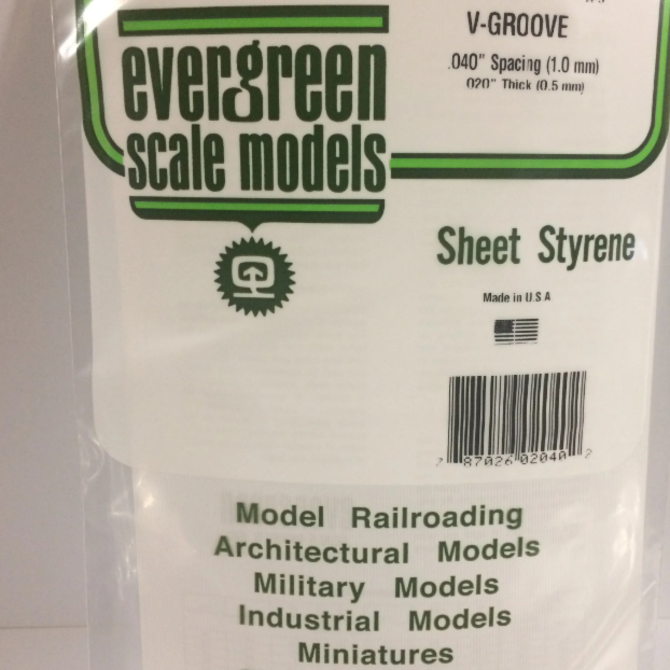 evergreen
scale models
V-GROOVE
.040" Spacing (1.0 mm)
.020" Thick (0.5 mm)
Sheet Styrene
Made in U.S.A
7 87026 02040 2
Model Railroading
Architectural Models
Military Models
Industrial Models
Miniatures